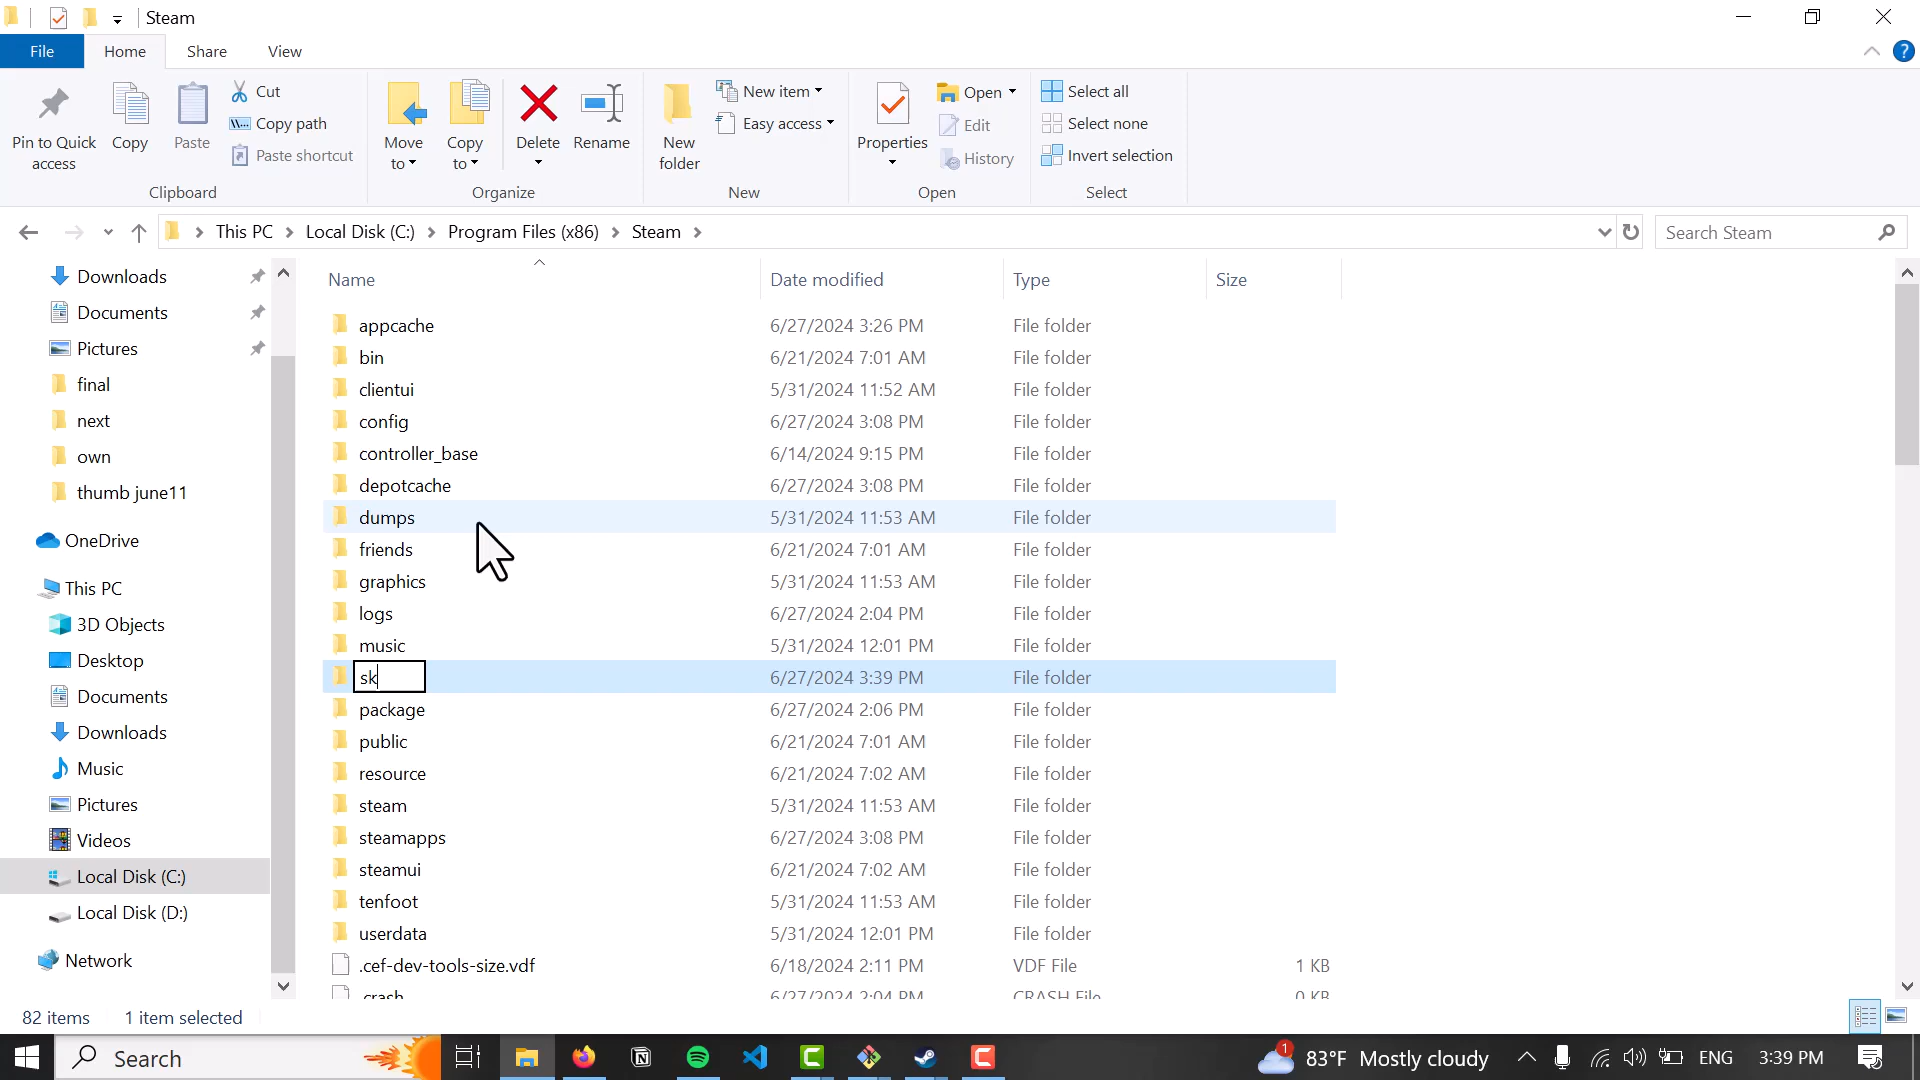 Steam
File Home Share View
Pin to Quick access
Copy
Paste
Cut
Copy path
Paste shortcut
Clipboard
Move to
Copy to
Delete
Rename
Organize
New folder
New item
Easy access
New
Properties
Open
Edit
History
Open
Select all
Select none
Invert selection
Select
This PC Local Disk (C:) Program Files (x86) Steam
Search Steam
Downloads
Documents
Pictures
final
next
own
thumb june11
OneDrive
This PC
3D Objects
Desktop
Documents
Downloads
Music
Pictures
Videos
Local Disk (C:)
Local Disk (D:)
Network
Name Date modified Type Size
appcache 6/27/2024 3:26 PM File folder
bin 6/21/2024 7:01 AM File folder
clientui 5/31/2024 11:52 AM File folder
config 6/27/2024 3:08 PM File folder
controller_base 6/14/2024 9:15 PM File folder
depotcache 6/27/2024 3:08 PM File folder
dumps 5/31/2024 11:53 AM File folder
friends 6/21/2024 7:01 AM File folder
graphics 5/31/2024 11:53 AM File folder
logs 6/27/2024 2:04 PM File folder
music 5/31/2024 12:01 PM File folder
sk 6/27/2024 3:39 PM File folder
package 6/27/2024 2:06 PM File folder
public 6/21/2024 7:01 AM File folder
resource 6/21/2024 7:02 AM File folder
steam 5/31/2024 11:53 AM File folder
steamapps 6/27/2024 3:08 PM File folder
steamui 6/21/2024 7:02 AM File folder
tenfoot 5/31/2024 11:53 AM File folder
userdata 5/31/2024 12:01 PM File folder
.cef-dev-tools-size.vdf 6/18/2024 2:11 PM VDF File 1 KB
.crash 6/27/2024 2:04 PM CRASH File 0 KB
82 items 1 item selected
Search
1
83°F Mostly cloudy
ENG
3:39 PM